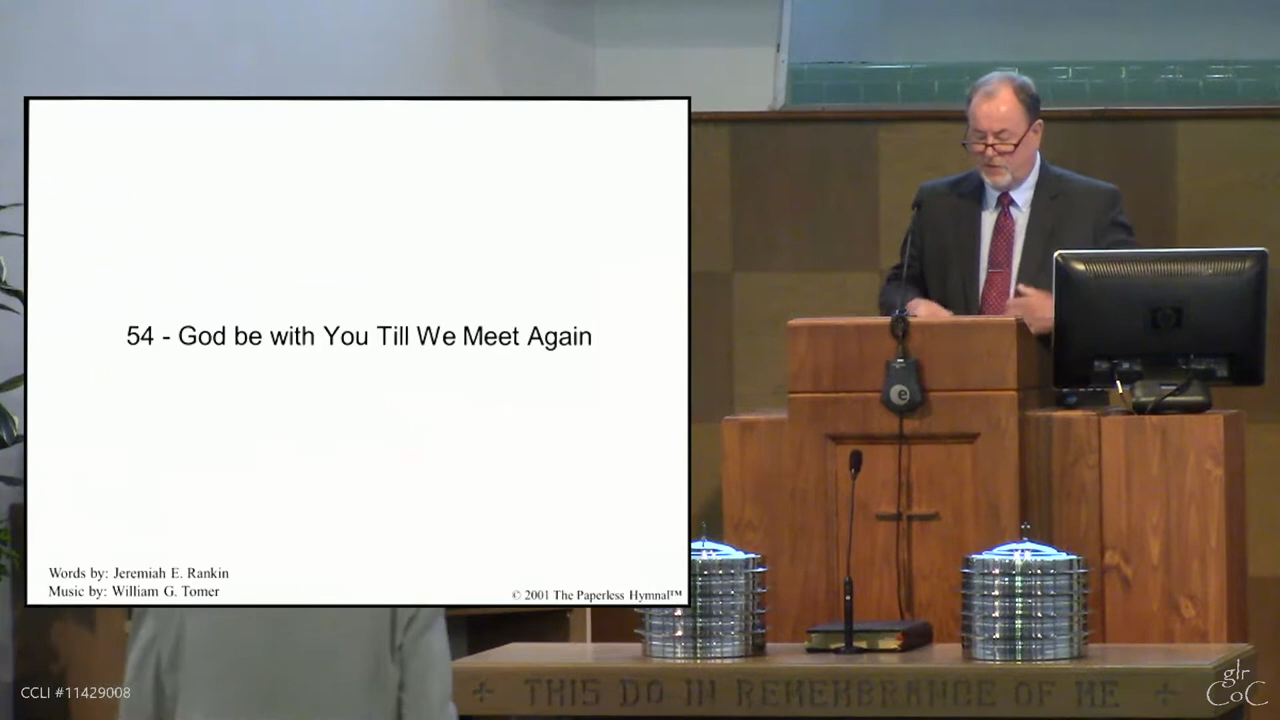 54 - God be with You Till We Meet Again
Words by: Jeremiah E. Rankin
Music by: William G. Tomer
© 2001 The Paperless Hymnal™
e
hp
THIS DO IN REMEMBRANCE OF ME
CCLI #11429008
glr
CoC